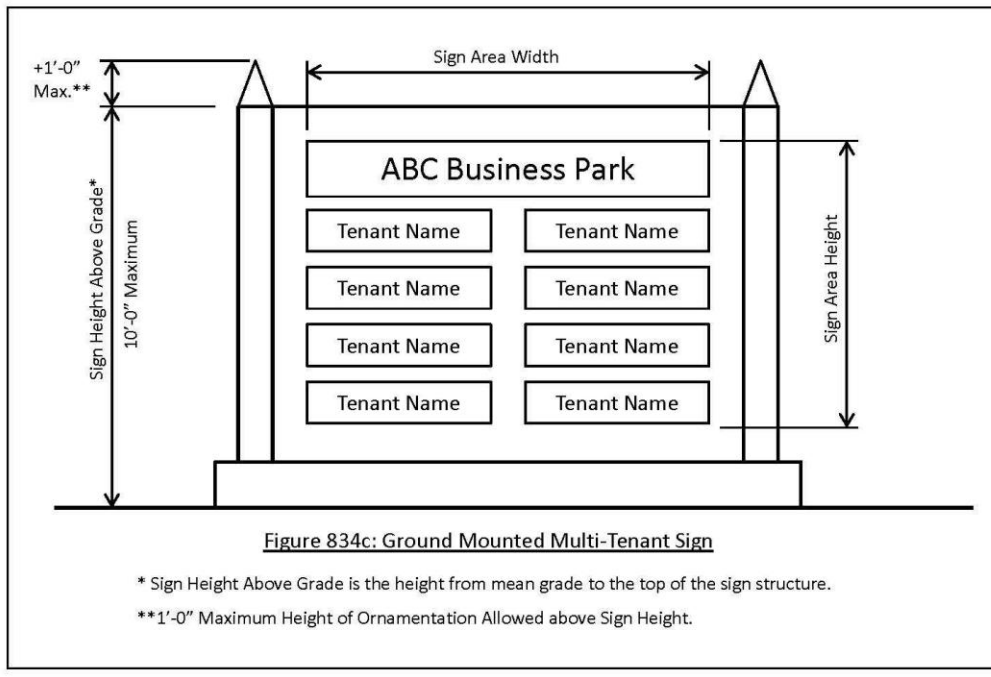 +1'-0"
Max.**
Sign Area Width
Sign Height Above Grade*
10'-0" Maximum
ABC Business Park
Tenant Name Tenant Name
Tenant Name Tenant Name
Tenant Name Tenant Name
Tenant Name Tenant Name
Sign Area Height
Figure 834c: Ground Mounted Multi-Tenant Sign
* Sign Height Above Grade is the height from mean grade to the top of the sign structure.
**1'-0" Maximum Height of Ornamentation Allowed above Sign Height.